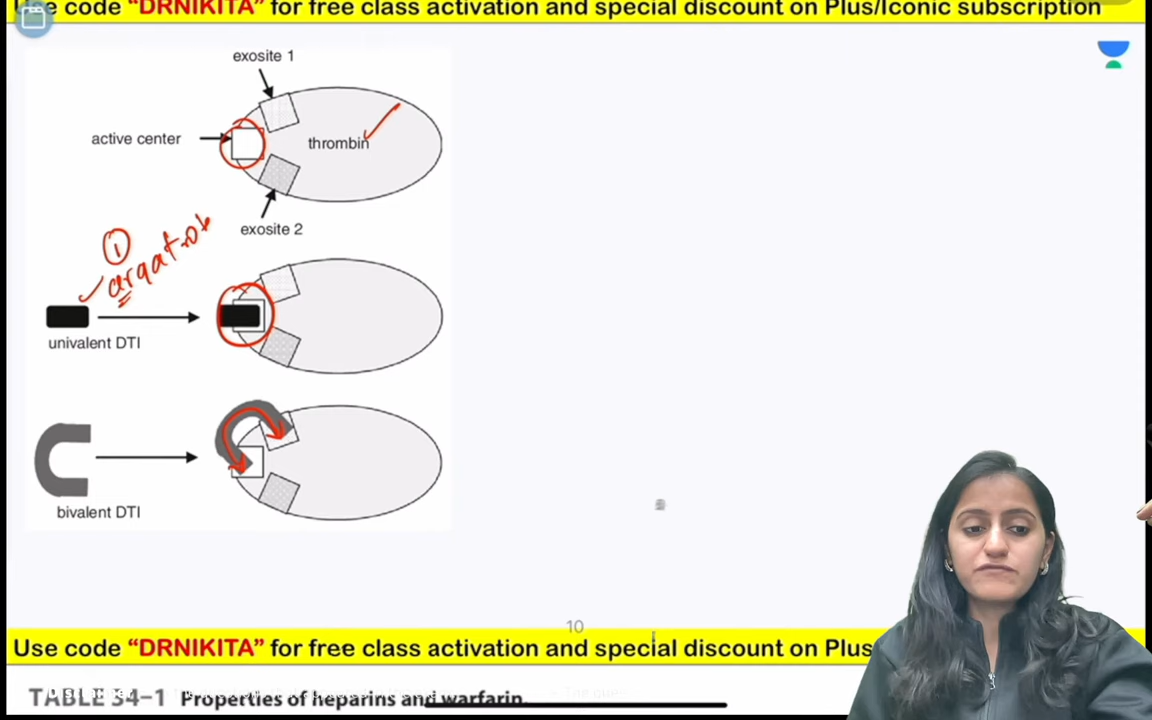 Use code “DRNIKITA” for free class activation and special discount on Plus/Iconic subscription
exosite 1
active center
thrombin
exosite 2
①
argatrob
univalent DTI
bivalent DTI
10
Use code “DRNIKITA” for free class activation and special discount on Plus
TABLE 34–1 Properties of heparins and warfarin.